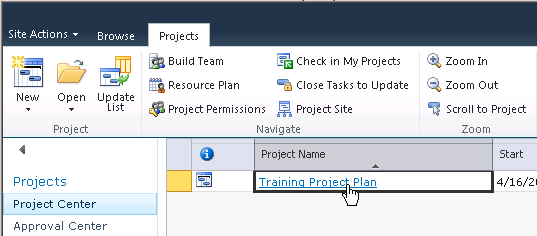 Site Actions Browse Projects
Build Team Check in My Projects Zoom In
Resource Plan Close Tasks to Update Zoom Out
New Open Update List
Project Permissions Project Site Scroll to Project
Project Navigate Zoom
Project Name Start
Projects
Training Project Plan 4/16/20
Project Center
Approval Center